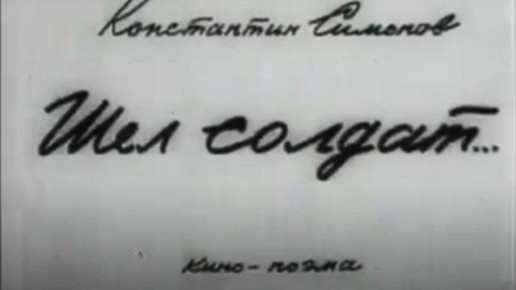 Константин Симонов
Шел солдат...
кино-поэма